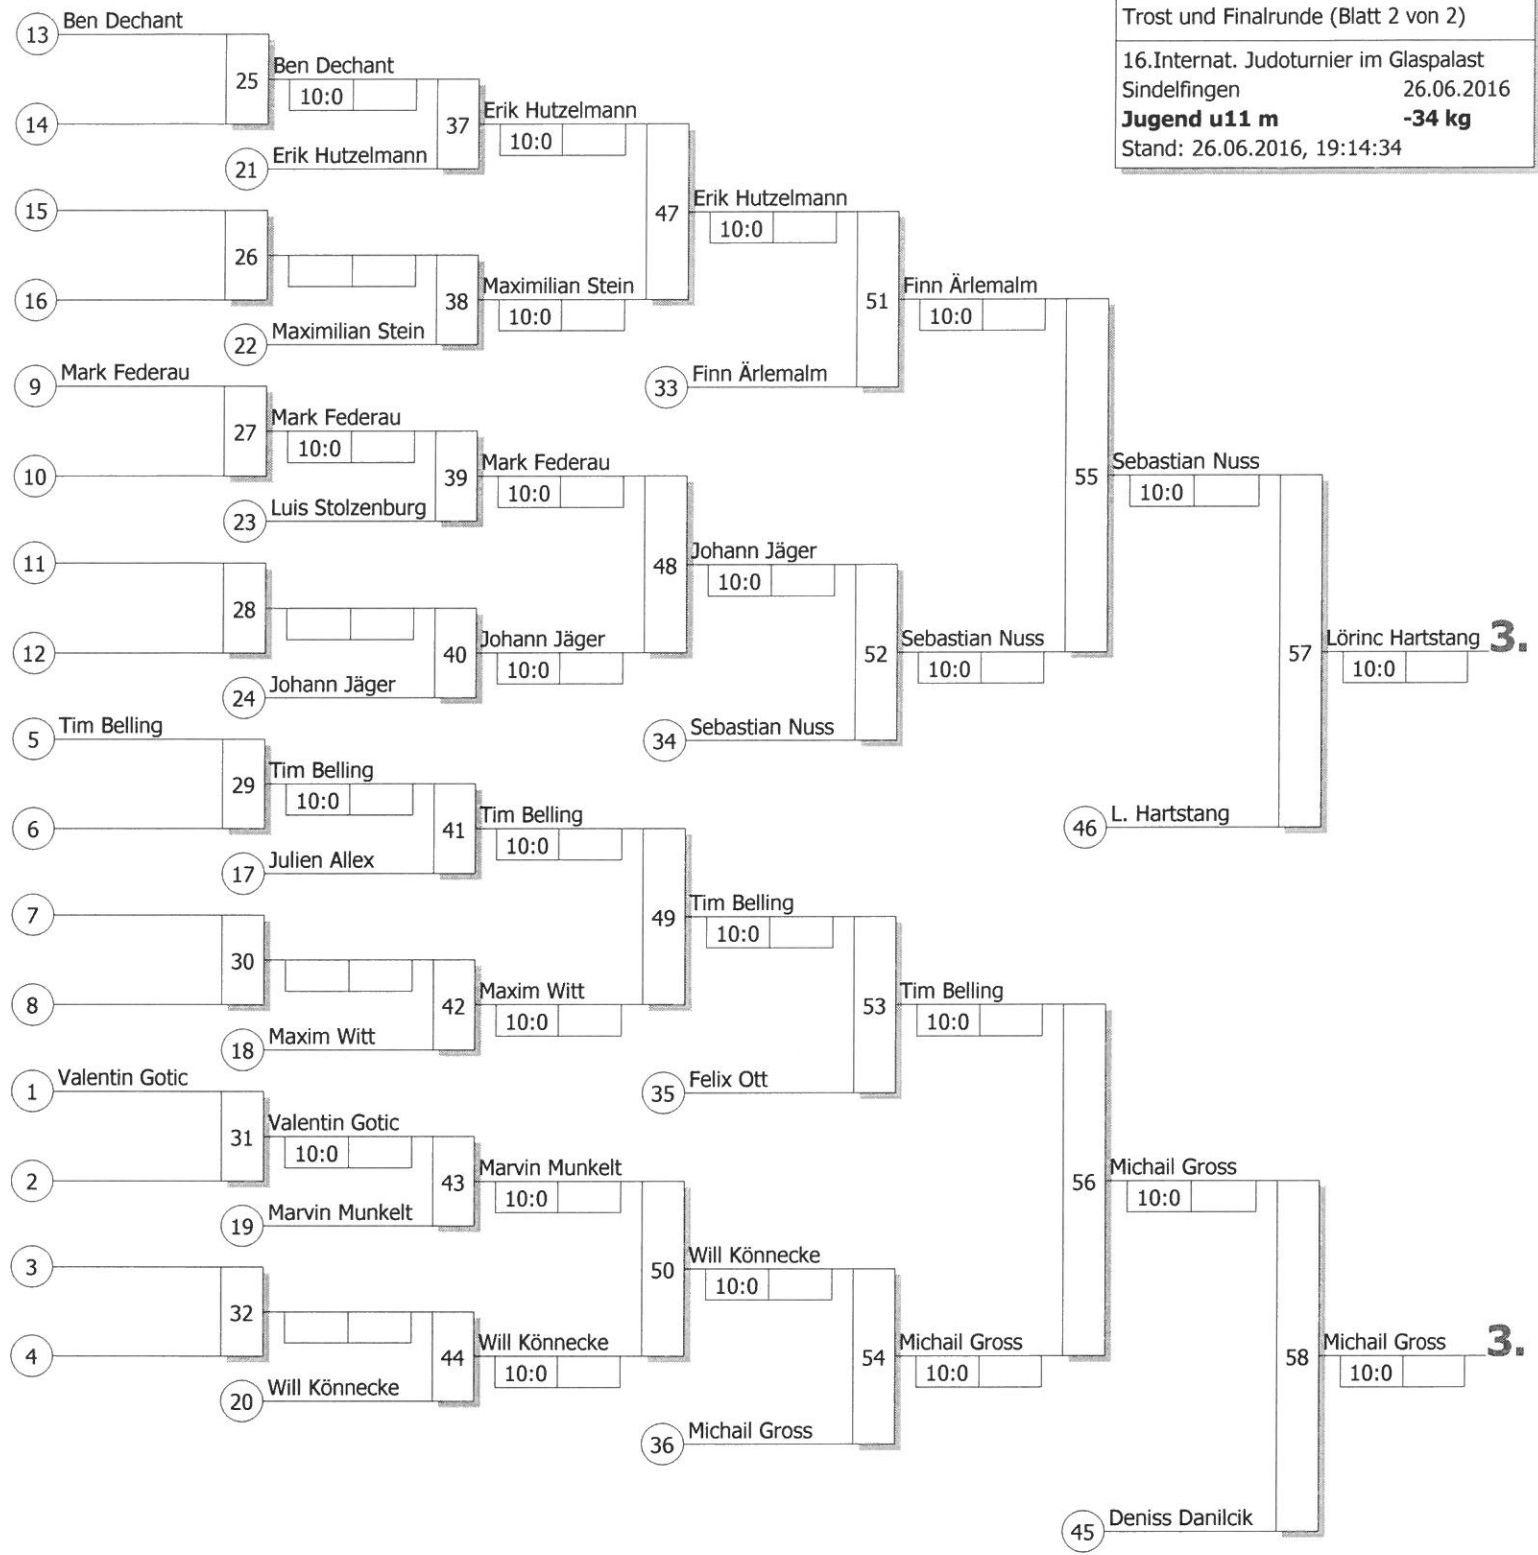 Trost und Finalrunde (Blatt 2 von 2)
16.Internat. Judoturnier im Glaspalast
Sindelfingen 26.06.2016
Jugend u11 m -34 kg
Stand: 26.06.2016, 19:14:34
13 Ben Dechant
14
25
Ben Dechant
10:0
21 Erik Hutzelmann
37
Erik Hutzelmann
10:0
15
16
26
22 Maximilian Stein
38
Maximilian Stein
10:0
47
Erik Hutzelmann
10:0
33 Finn Ärlemalm
51
Finn Ärlemalm
10:0
9 Mark Federau
10
27
Mark Federau
10:0
23 Luis Stolzenburg
39
Mark Federau
10:0
11
12
28
24 Johann Jäger
40
Johann Jäger
10:0
48
Johann Jäger
10:0
34 Sebastian Nuss
52
Sebastian Nuss
10:0
55
Sebastian Nuss
10:0
46 L. Hartstang
57
Lörinc Hartstang 3.
10:0
5 Tim Belling
6
29
Tim Belling
10:0
17 Julien Allex
41
Tim Belling
10:0
7
8
30
18 Maxim Witt
42
Maxim Witt
10:0
49
Tim Belling
10:0
35 Felix Ott
53
Tim Belling
10:0
1 Valentin Gotic
2
31
Valentin Gotic
10:0
19 Marvin Munkelt
43
Marvin Munkelt
10:0
3
4
32
20 Will Könnecke
44
Will Könnecke
10:0
50
Will Könnecke
10:0
36 Michail Gross
54
Michail Gross
10:0
56
Michail Gross
10:0
45 Deniss Danilcik
58
Michail Gross 3.
10:0